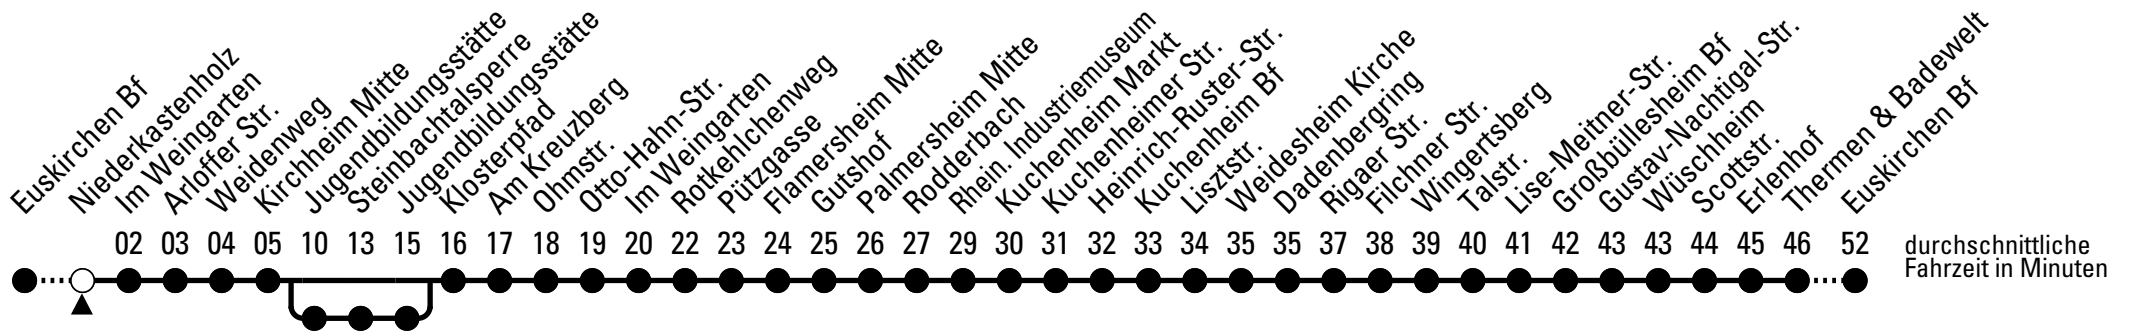 Euskirchen Bf
Niederkastenholz
Im Weingarten
Arloffer Str.
Weidenweg
Kirchheim Mitte
Jugendbildungsstätte
Steinbachtalsperre
Jugendbildungsstätte
Klosterpfad
Am Kreuzberg
Ohmstr.
Otto-Hahn-Str.
Im Weingarten
Rotkehlchenweg
Pützgasse
Flamersheim Mitte
Gutshof
Palmersheim Mitte
Rodderbach
Rhein. Industriemuseum
Kuchenheim Markt
Kuchenheimer Str.
Heinrich-Ruster-Str.
Kuchenheim Bf
Lisztstr.
Weidesheim Kirche
Dadenbergring
Rigaer Str.
Filchner Str.
Wingertsberg
Talstr.
Lise-Meitner-Str.
Großbüllesheim Bf
Gustav-Nachtigal-Str.
Wüschheim
Scottstr.
Erlenhof
Thermen & Badewelt
Euskirchen Bf
02 03 04 05 10 13 15 16 17 18 19 20 22 23 24 25 26 27 29 30 31 32 33 34 35 35 37 38 39 40 41 42 43 43 44 45 46 52
durchschnittliche
Fahrzeit in Minuten